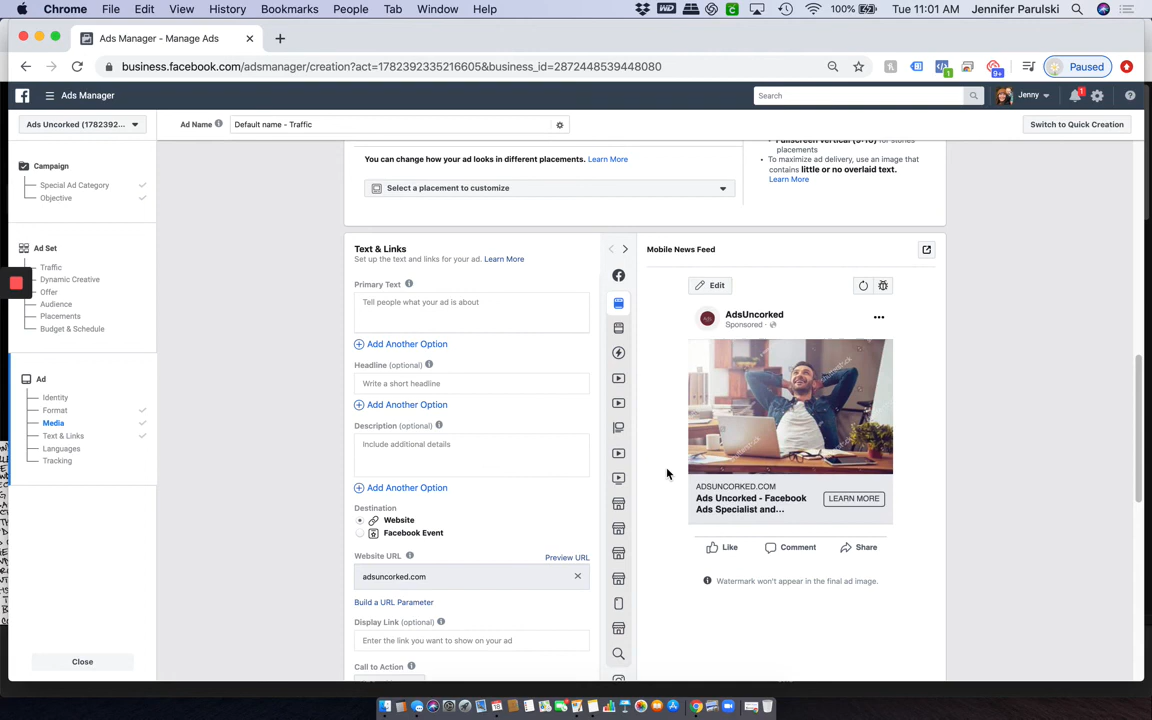 Chrome File Edit View History Bookmarks People Tab Window Help 100% Tue 11:01 AM Jennifer Parulski
Ads Manager - Manage Ads
business.facebook.com/adsmanager/creation?act=1782392335216605&business_id=2872448539448080
1 9+ Paused
Ads Manager
Search
Jenny
1
Ads Uncorked (1782392...
Ad Name
Default name - Traffic
Switch to Quick Creation
Campaign
Special Ad Category
Objective
Ad Set
Traffic
Dynamic Creative
Offer
Audience
Placements
Budget & Schedule
Ad
Identity
Format
Media
Text & Links
Languages
Tracking
Close
You can change how your ad looks in different placements. Learn More
Select a placement to customize
placements
To maximize ad delivery, use an image that
contains little or no overlaid text.
Learn More
Text & Links
Set up the text and links for your ad. Learn More
Primary Text
Tell people what your ad is about
Add Another Option
Headline (optional)
Write a short headline
Add Another Option
Description (optional)
Include additional details
Add Another Option
Destination
Website
Facebook Event
Website URL
Preview URL
adsuncorked.com
Build a URL Parameter
Display Link (optional)
Enter the link you want to show on your ad
Call to Action
Mobile News Feed
Edit
AdsUncorked
Sponsored ·
shutterstock
ADSUNCORKED.COM
Ads Uncorked - Facebook
Ads Specialist and...
LEARN MORE
Like Comment Share
Watermark won't appear in the final ad image.